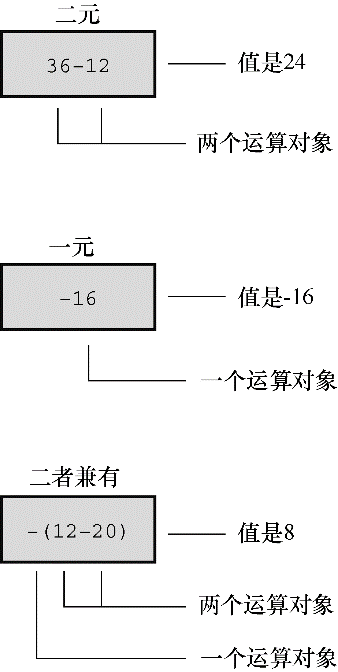 二元
36-12
值是24
两个运算对象
一元
-16
值是-16
一个运算对象
二者兼有
-(12-20)
值是8
两个运算对象
一个运算对象